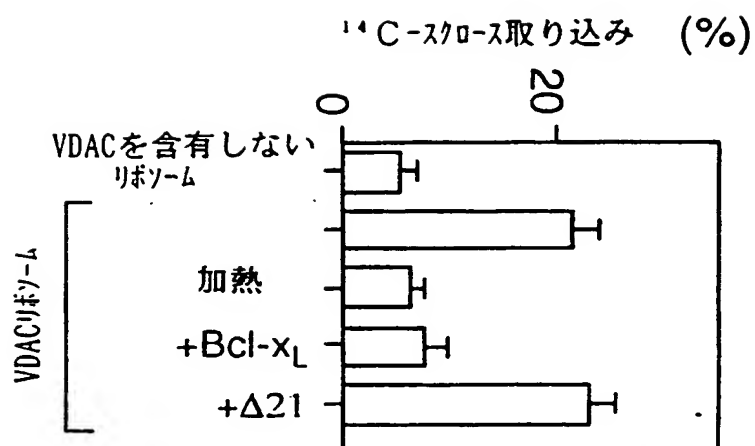 ¹⁴C-スクロース取り込み (%)
0 20
VDACを含有しない
リポソーム
VDACリポソーム
加熱
+Bcl-xL
+Δ21